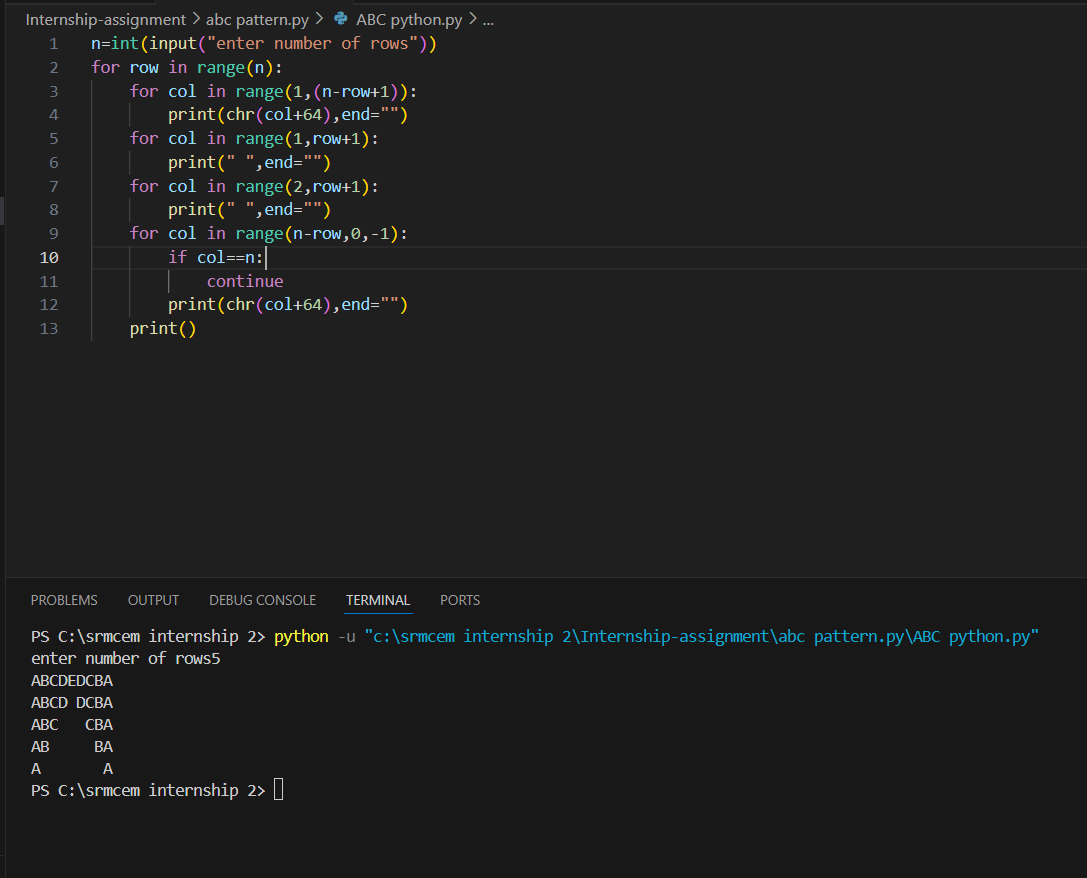 Internship-assignment > abc pattern.py > ABC python.py > ...
1 n=int(input("enter number of rows"))
2 for row in range(n):
3     for col in range(1,(n-row+1)):
4         print(chr(col+64),end="")
5     for col in range(1,row+1):
6         print(" ",end="")
7     for col in range(2,row+1):
8         print(" ",end="")
9     for col in range(n-row,0,-1):
10         if col==n:
11             continue
12         print(chr(col+64),end="")
13     print()
PROBLEMS OUTPUT DEBUG CONSOLE TERMINAL PORTS
PS C:\srmcem internship 2> python -u "c:\srmcem internship 2\Internship-assignment\abc pattern.py\ABC python.py"
enter number of rows5
ABCDEDCBA
ABCD DCBA
ABC   CBA
AB     BA
A       A
PS C:\srmcem internship 2>